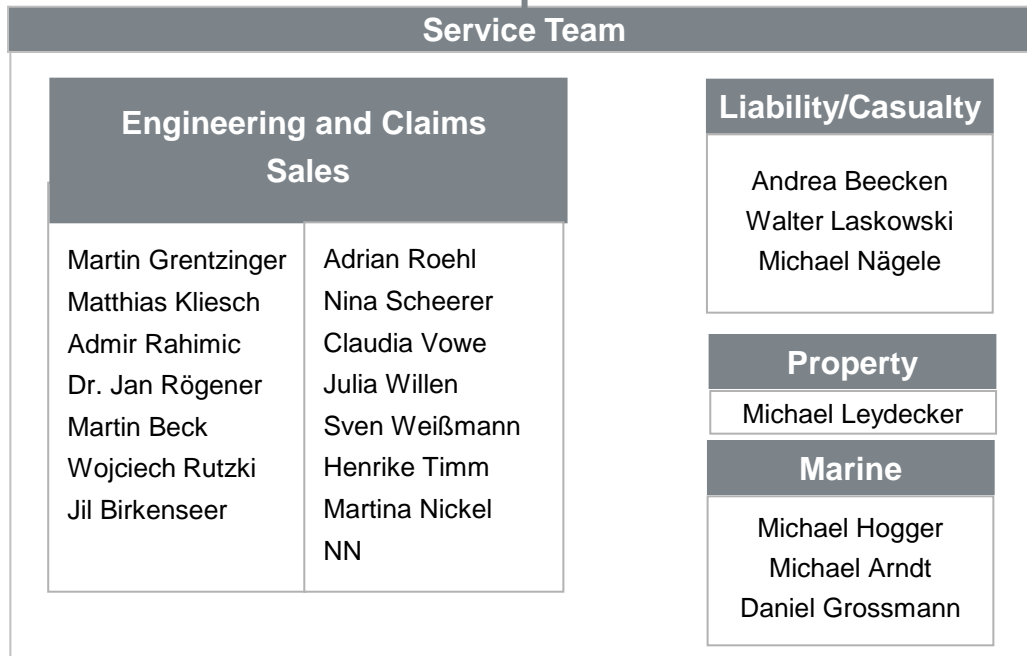 Service Team
Engineering and Claims
Sales
Martin Grentzinger
Matthias Kliesch
Admir Rahimic
Dr. Jan Rögener
Martin Beck
Wojciech Rutzki
Jil Birkenseer
Adrian Roehl
Nina Scheerer
Claudia Vowe
Julia Willen
Sven Weißmann
Henrike Timm
Martina Nickel
NN
Liability/Casualty
Andrea Beecken
Walter Laskowski
Michael Nägele
Property
Michael Leydecker
Marine
Michael Hogger
Michael Arndt
Daniel Grossmann